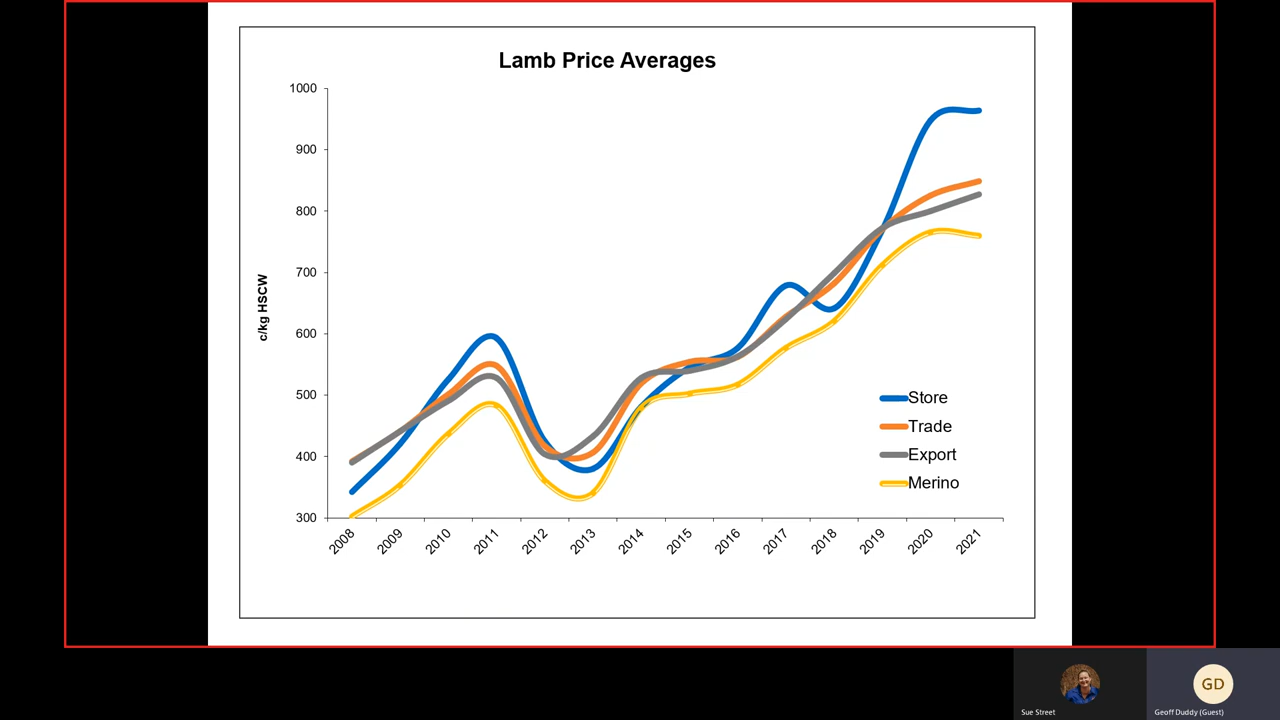 Lamb Price Averages
1000
900
800
700
600
500
400
300
c/kg HSCW
2008
2009
2010
2011
2012
2013
2014
2015
2016
2017
2018
2019
2020
2021
Store
Trade
Export
Merino
GD
Sue Street
Geoff Duddy (Guest)